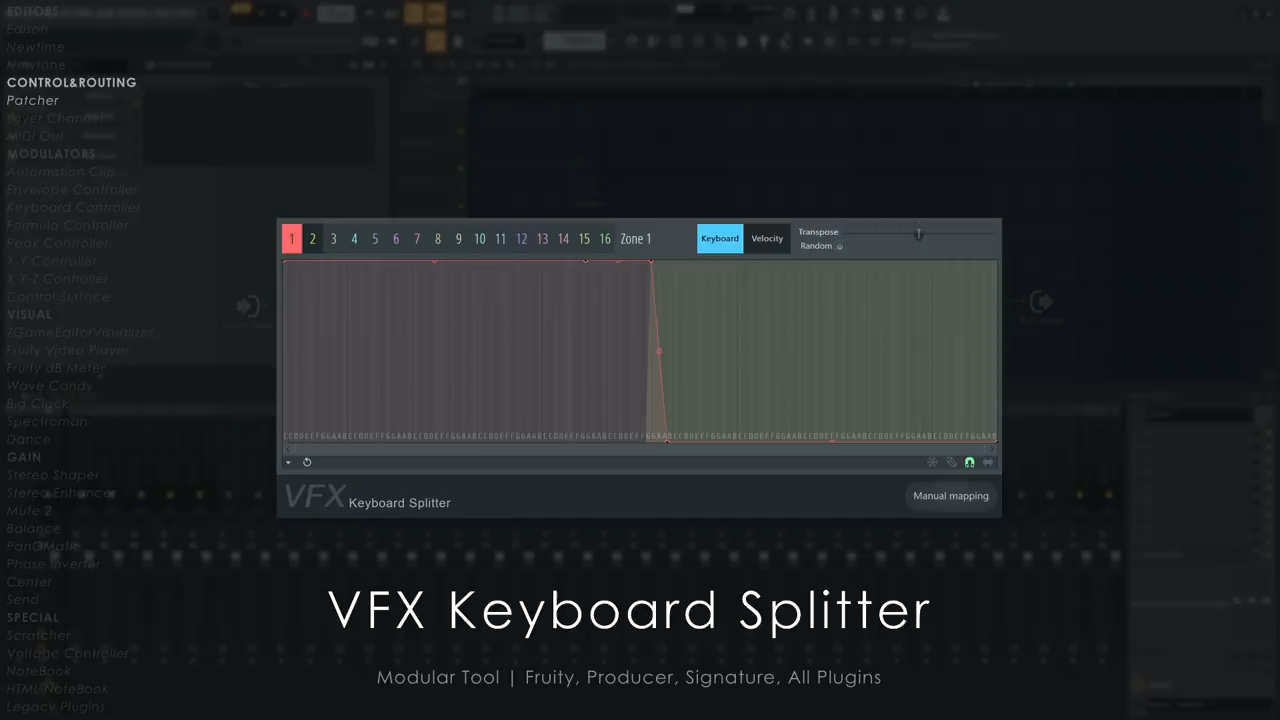 EDITORS
Edison
Newtime
Newtone
CONTROL&ROUTING
Patcher
Layer Channel
MIDI Out
MODULATORS
Automation Clip
Envelope Controller
Keyboard Controller
Formula Controller
Peak Controller
X-Y Controller
X-Y-Z Controller
Control Surface
VISUAL
ZGameEditorVisualizer
Fruity Video Player
Fruity dB Meter
Wave Candy
Big Clock
Spectroman
Dance
GAIN
Stereo Shaper
Stereo Enhancer
Mute 2
Balance
PanOMatic
Phase Inverter
Center
Send
SPECIAL
Scratcher
Voltage Controller
NoteBook
HTML NoteBook
Legacy Plugins
1 2 3 4 5 6 7 8 9 10 11 12 13 14 15 16 Zone 1
Keyboard Velocity
Transpose
Random
VFX Keyboard Splitter
Manual mapping
VFX Keyboard Splitter
Modular Tool | Fruity, Producer, Signature, All Plugins